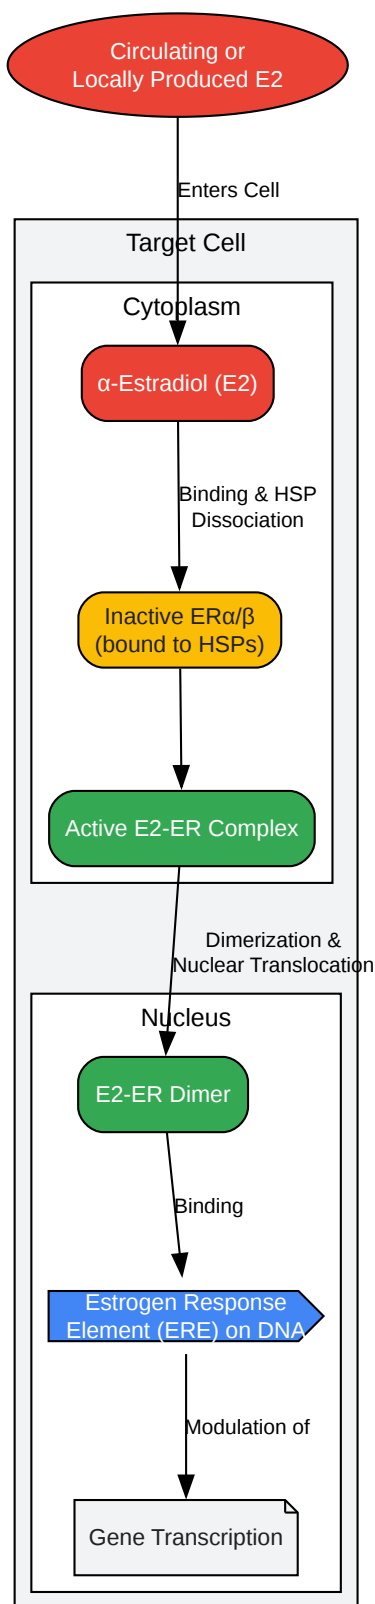 Circulating or
Locally Produced E2
Enters Cell
Target Cell
Cytoplasm
α-Estradiol (E2)
Binding & HSP
Dissociation
Inactive ERα/β
(bound to HSPs)
Active E2-ER Complex
Dimerization &
Nuclear Translocation
Nucleus
E2-ER Dimer
Binding
Estrogen Response
Element (ERE) on DNA
Modulation of
Gene Transcription